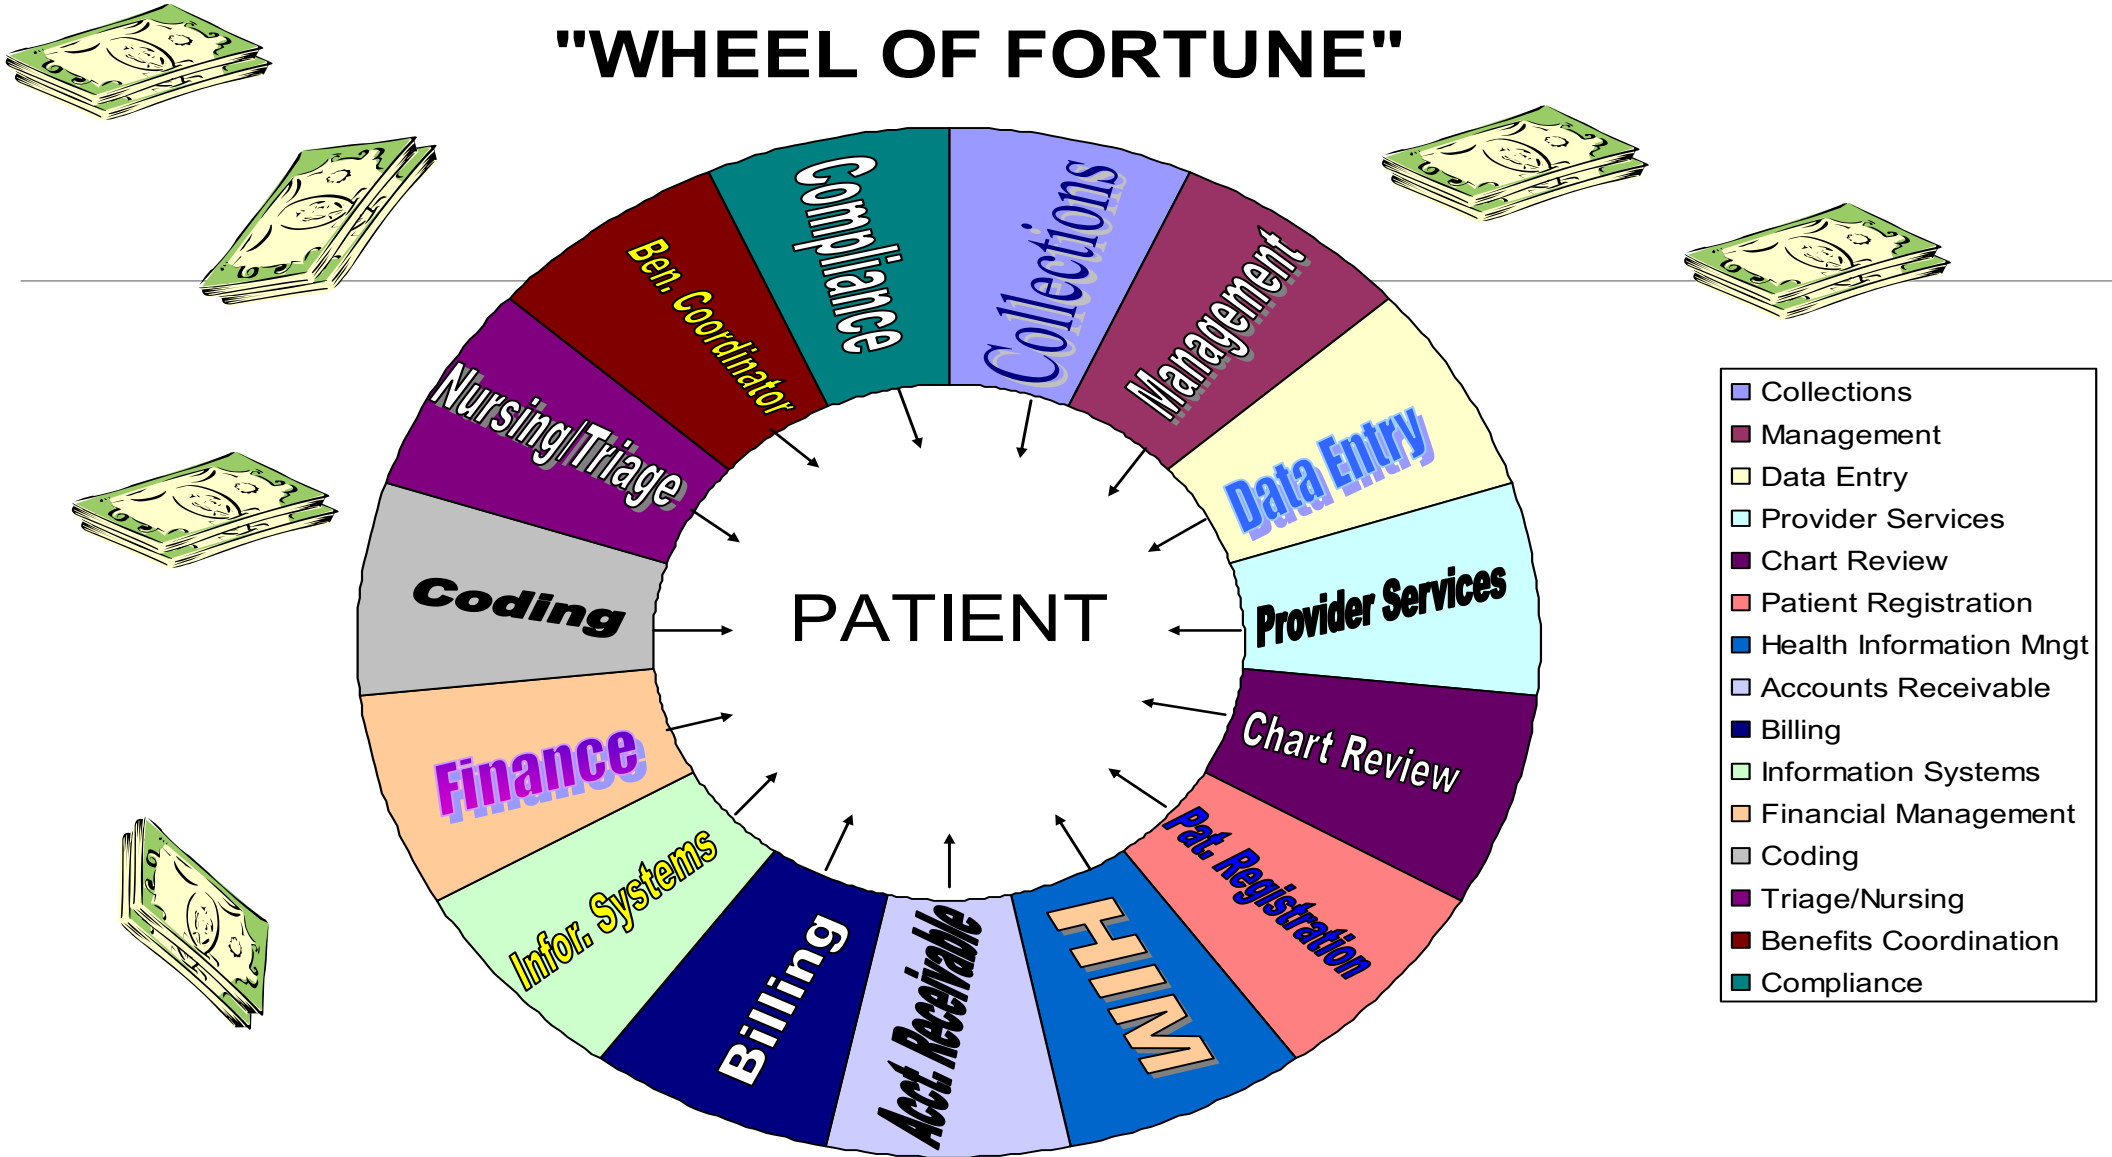 "WHEEL OF FORTUNE"
Compliance
Collections
Management
Data Entry
Provider Services
Chart Review
Pat. Registration
HIM
Acct. Receivable
Billing
Infor. Systems
Finance
Coding
Nursing/Triage
Ben. Coordinator
PATIENT
Collections
Management
Data Entry
Provider Services
Chart Review
Patient Registration
Health Information Mngt
Accounts Receivable
Billing
Information Systems
Financial Management
Coding
Triage/Nursing
Benefits Coordination
Compliance